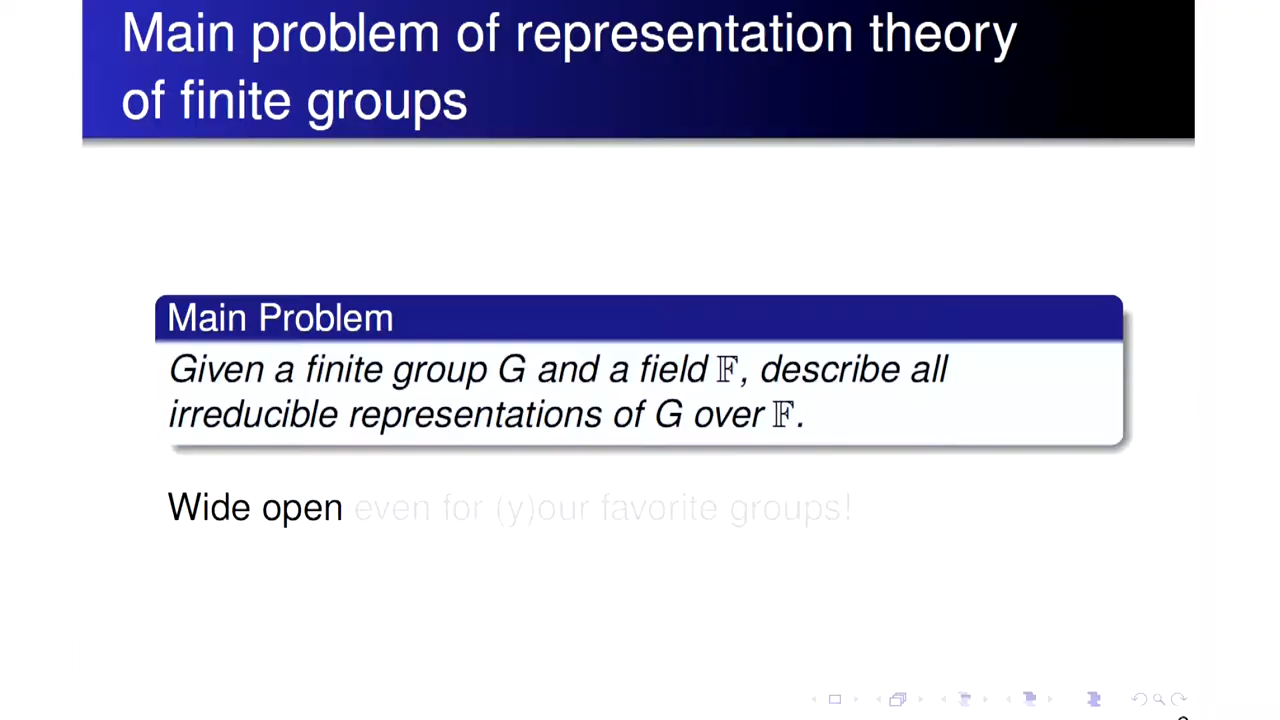 Main problem of representation theory
of finite groups
Main Problem
Given a finite group G and a field 𝔽, describe all
irreducible representations of G over 𝔽.
Wide open even for (y)our favorite groups!